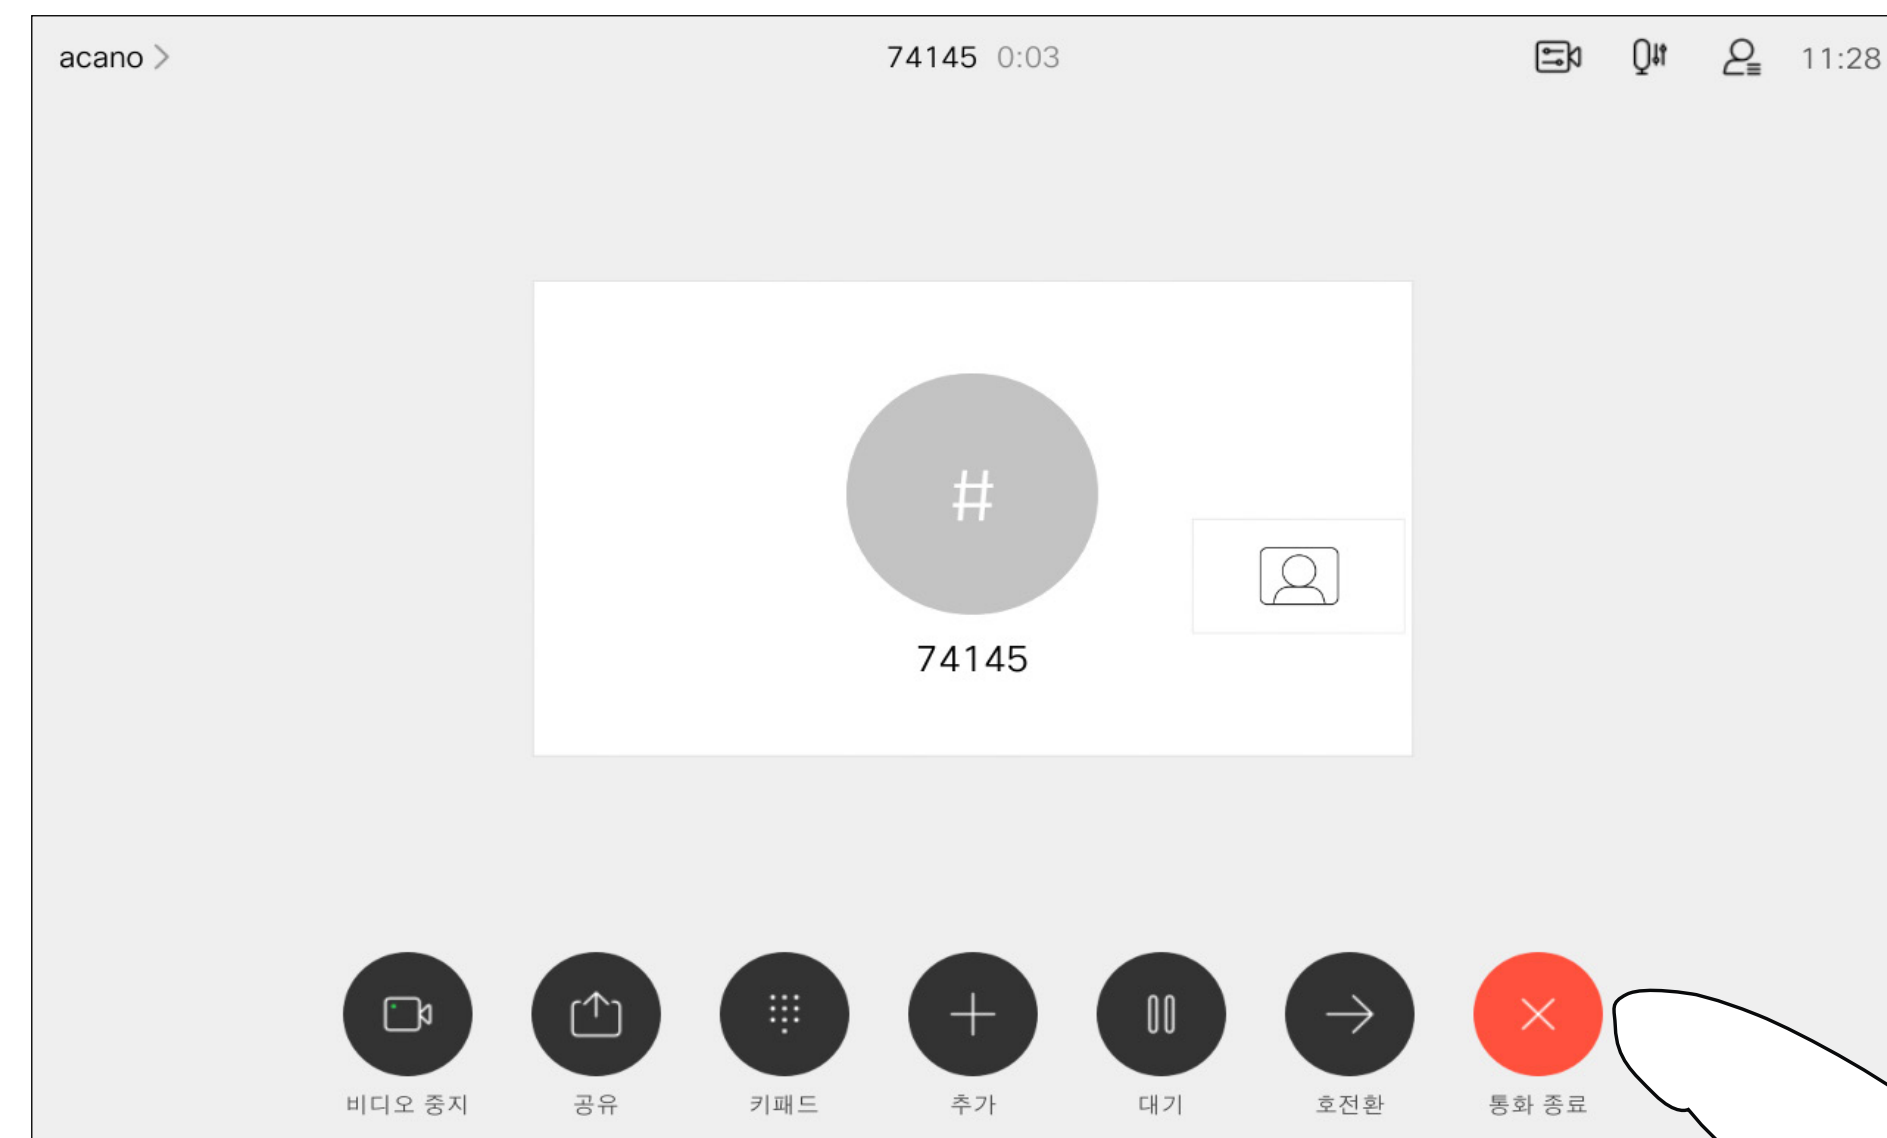 acano
74145 0:03
11:28
#
74145
비디오 중지
공유
키패드
추가
대기
호전환
통화 종료